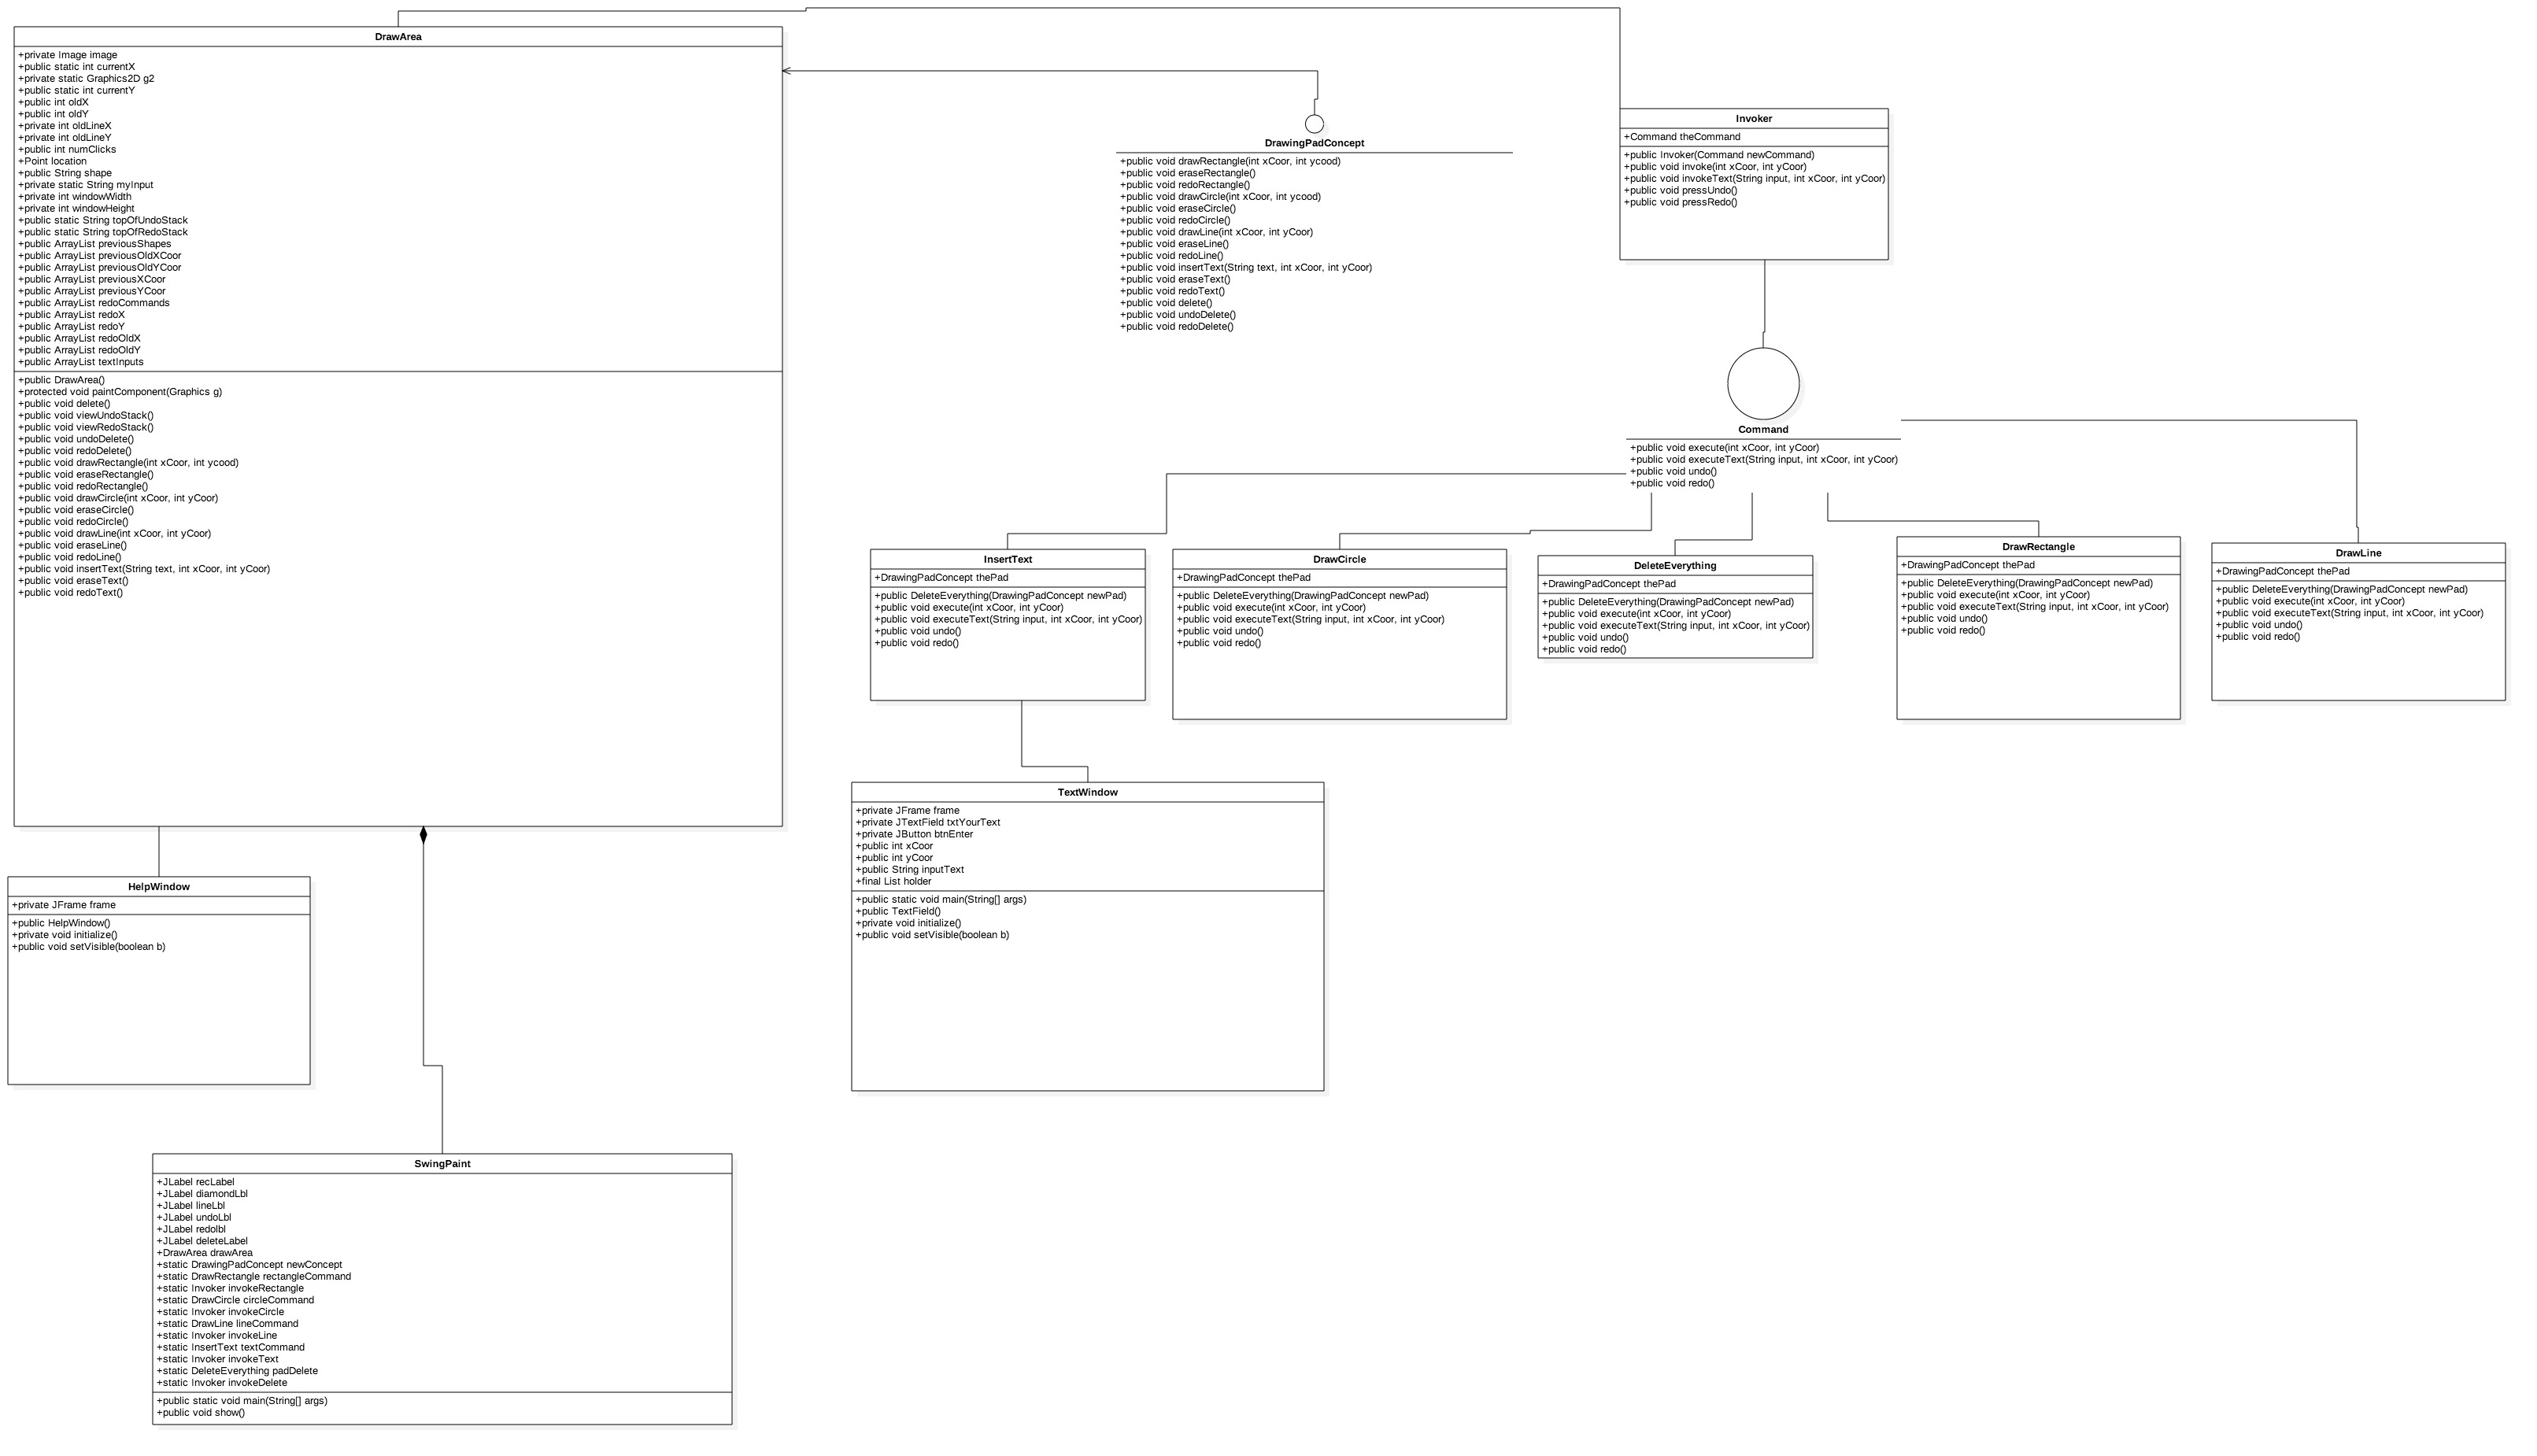 DrawArea
+private Image image
+public static int currentX
+private static Graphics2D g2
+public static int currentY
+public int oldX
+public int oldY
+private int oldLineX
+private int oldLineY
+public int numClicks
+Point location
+public String shape
+private static String myInput
+private int windowWidth
+private int windowHeight
+public static String topOfUndoStack
+public static String topOfRedoStack
+public ArrayList previousShapes
+public ArrayList previousOldXCoor
+public ArrayList previousOldYCoor
+public ArrayList previousXCoor
+public ArrayList previousYCoor
+public ArrayList redoCommands
+public ArrayList redoX
+public ArrayList redoY
+public ArrayList redoOldX
+public ArrayList redoOldY
+public ArrayList textInputs
+public DrawArea()
+protected void paintComponent(Graphics g)
+public void delete()
+public void viewUndoStack()
+public void viewRedoStack()
+public void undoDelete()
+public void redoDelete()
+public void drawRectangle(int xCoor, int ycood)
+public void eraseRectangle()
+public void redoRectangle()
+public void drawCircle(int xCoor, int yCoor)
+public void eraseCircle()
+public void redoCircle()
+public void drawLine(int xCoor, int yCoor)
+public void eraseLine()
+public void redoLine()
+public void insertText(String text, int xCoor, int yCoor)
+public void eraseText()
+public void redoText()
DrawingPadConcept
+public void drawRectangle(int xCoor, int ycood)
+public void eraseRectangle()
+public void redoRectangle()
+public void drawCircle(int xCoor, int ycood)
+public void eraseCircle()
+public void redoCircle()
+public void drawLine(int xCoor, int yCoor)
+public void eraseLine()
+public void redoLine()
+public void insertText(String text, int xCoor, int yCoor)
+public void eraseText()
+public void redoText()
+public void delete()
+public void undoDelete()
+public void redoDelete()
Invoker
+Command theCommand
+public Invoker(Command newCommand)
+public void invoke(int xCoor, int yCoor)
+public void invokeText(String input, int xCoor, int yCoor)
+public void pressUndo()
+public void pressRedo()
Command
+public void execute(int xCoor, int yCoor)
+public void executeText(String input, int xCoor, int yCoor)
+public void undo()
+public void redo()
InsertText
+DrawingPadConcept thePad
+public DeleteEverything(DrawingPadConcept newPad)
+public void execute(int xCoor, int yCoor)
+public void executeText(String input, int xCoor, int yCoor)
+public void undo()
+public void redo()
DrawCircle
+DrawingPadConcept thePad
+public DeleteEverything(DrawingPadConcept newPad)
+public void execute(int xCoor, int yCoor)
+public void executeText(String input, int xCoor, int yCoor)
+public void undo()
+public void redo()
DeleteEverything
+DrawingPadConcept thePad
+public DeleteEverything(DrawingPadConcept newPad)
+public void execute(int xCoor, int yCoor)
+public void executeText(String input, int xCoor, int yCoor)
+public void undo()
+public void redo()
DrawRectangle
+DrawingPadConcept thePad
+public DeleteEverything(DrawingPadConcept newPad)
+public void execute(int xCoor, int yCoor)
+public void executeText(String input, int xCoor, int yCoor)
+public void undo()
+public void redo()
DrawLine
+DrawingPadConcept thePad
+public DeleteEverything(DrawingPadConcept newPad)
+public void execute(int xCoor, int yCoor)
+public void executeText(String input, int xCoor, int yCoor)
+public void undo()
+public void redo()
TextWindow
+private JFrame frame
+private JTextField txtYourText
+private JButton btnEnter
+public int xCoor
+public int yCoor
+public String inputText
+final List holder
+public static void main(String[] args)
+public TextField()
+private void initialize()
+public void setVisible(boolean b)
HelpWindow
+private JFrame frame
+public HelpWindow()
+private void initialize()
+public void setVisible(boolean b)
SwingPaint
+JLabel recLabel
+JLabel diamondLbl
+JLabel lineLbl
+JLabel undoLbl
+JLabel redolbl
+JLabel deleteLabel
+DrawArea drawArea
+static DrawingPadConcept newConcept
+static DrawRectangle rectangleCommand
+static Invoker invokeRectangle
+static DrawCircle circleCommand
+static Invoker invokeCircle
+static DrawLine lineCommand
+static Invoker invokeLine
+static InsertText textCommand
+static Invoker invokeText
+static DeleteEverything padDelete
+static Invoker invokeDelete
+public static void main(String[] args)
+public void show()